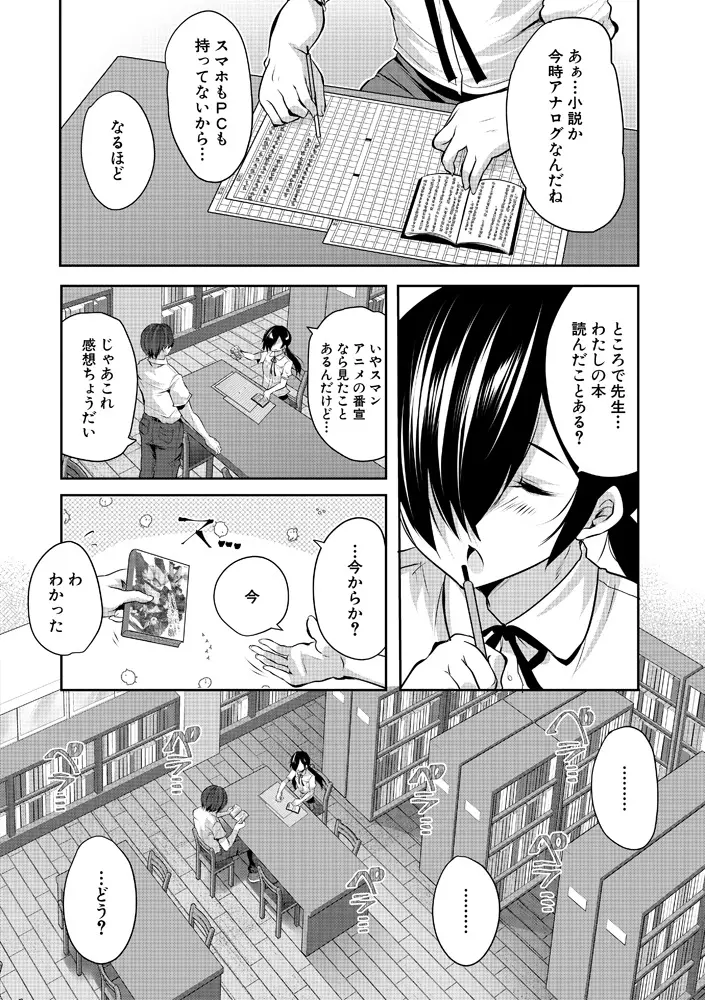 あぁ…小説か
今時アナログなんだね
スマホもPCも
持ってないから…
なるほど
ところで先生…
わたしの本
読んだことある？
いやスマン
アニメの番宣
なら見たこと
あるんだけど…
じゃあこれ
感想ちょうだい
ス…
…今からか？
今
わ
わかった
ペラ
ペラ
………
ペラ
ペラ
………
…どう？